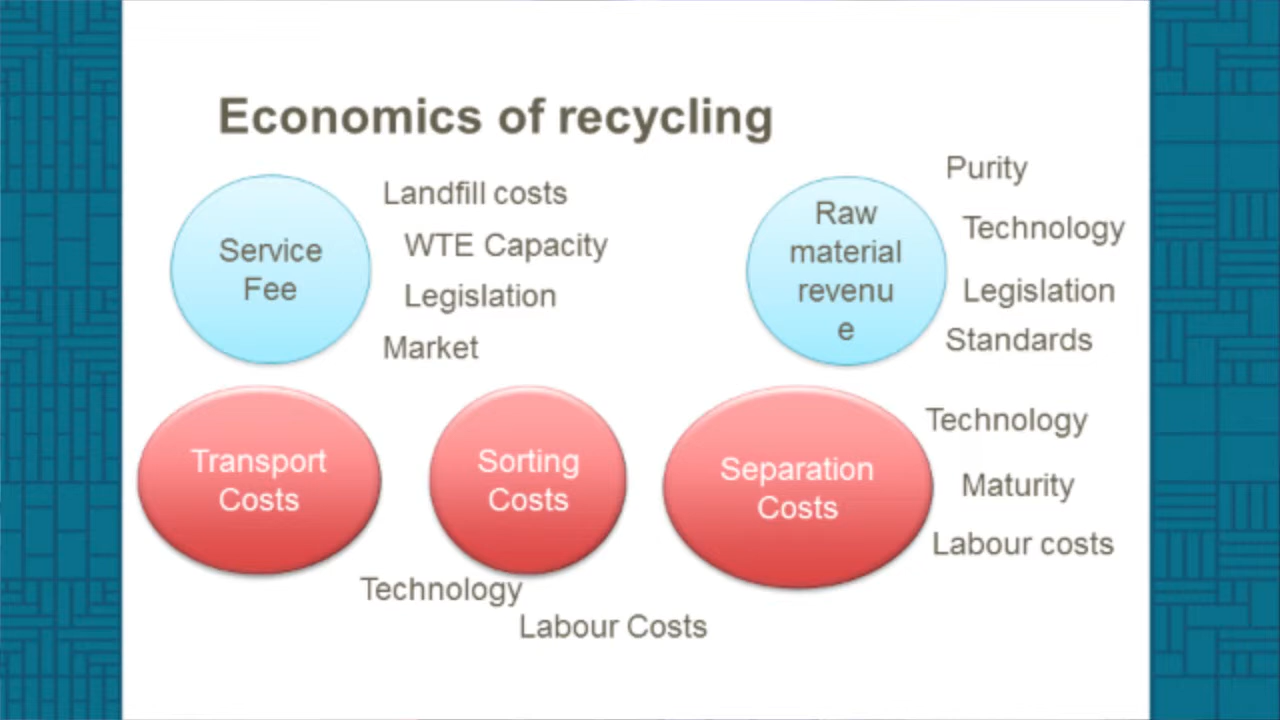 Economics of recycling
Service
Fee
Landfill costs
WTE Capacity
Legislation
Market
Raw
material
revenu
e
Purity
Technology
Legislation
Standards
Transport
Costs
Sorting
Costs
Technology
Labour Costs
Separation
Costs
Technology
Maturity
Labour costs